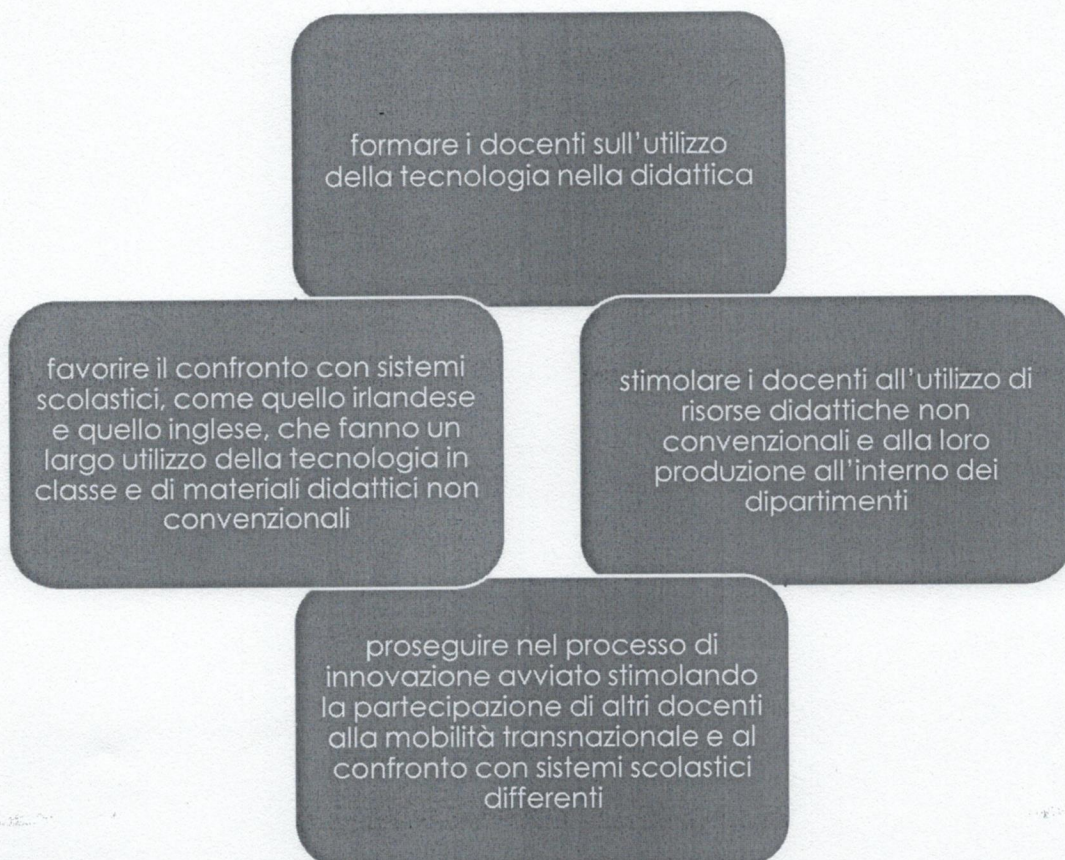 formare i docenti sull'utilizzo
della tecnologia nella didattica
favorire il confronto con sistemi
scolastici, come quello irlandese
e quello inglese, che fanno un
largo utilizzo della tecnologia in
classe e di materiali didattici non
convenzionali
stimolare i docenti all'utilizzo di
risorse didattiche non
convenzionali e alla loro
produzione all'interno dei
dipartimenti
proseguire nel processo di
innovazione avviato stimolando
la partecipazione di altri docenti
alla mobilità transnazionale e al
confronto con sistemi scolastici
differenti